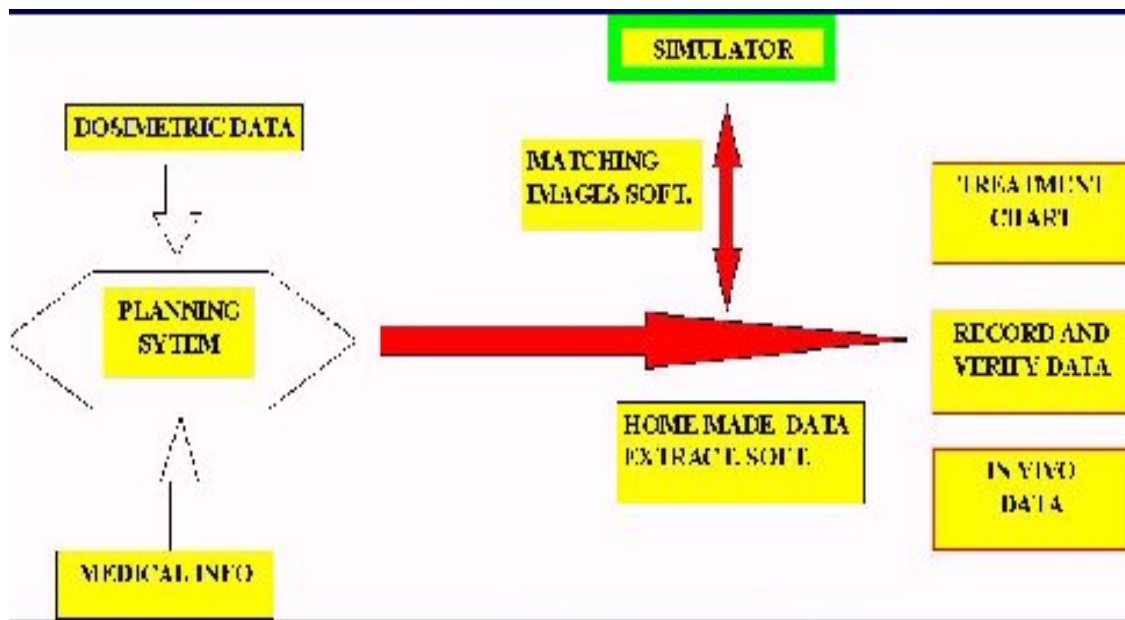 SIMULATOR
DOSIMETRIC DATA
MATCHING
IMAGES SOFT.
TREATMENT
CHART
PLANNING
SYTEM
RECORD AND
VERIFY DATA
HOME MADE DATA
EXTRACT. SOFT.
IN VIVO
DATA
MEDICAL INFO